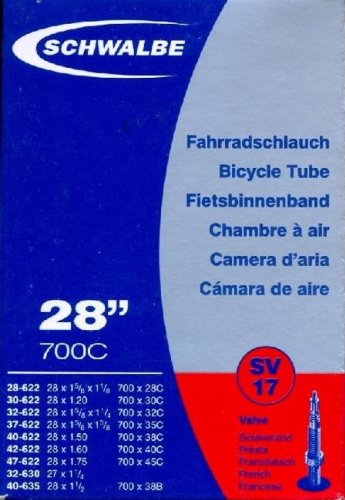 SCHWALBE
Fahrradschlauch
Bicycle Tube
Fietsbinnenband
Chambre à air
Camera d'aria
Cámara de aire
28”
700C
SV
17
28-622 28 x 1⅝ x 1⅛ 700 x 28C
30-622 28 x 1.20 700 x 30C
32-622 28 x 1⅝ x 1¼ 700 x 32C
37-622 28 x 1⅝ x 1⅜ 700 x 35C
40-622 28 x 1.50 700 x 38C
42-622 28 x 1.60 700 x 40C
47-622 28 x 1.75 700 x 45C
32-630 27 x 1¼
40-635 28 x 1½ 700 x 38B
Valve
Sclaverand
Presta
Französisch
French
Francese